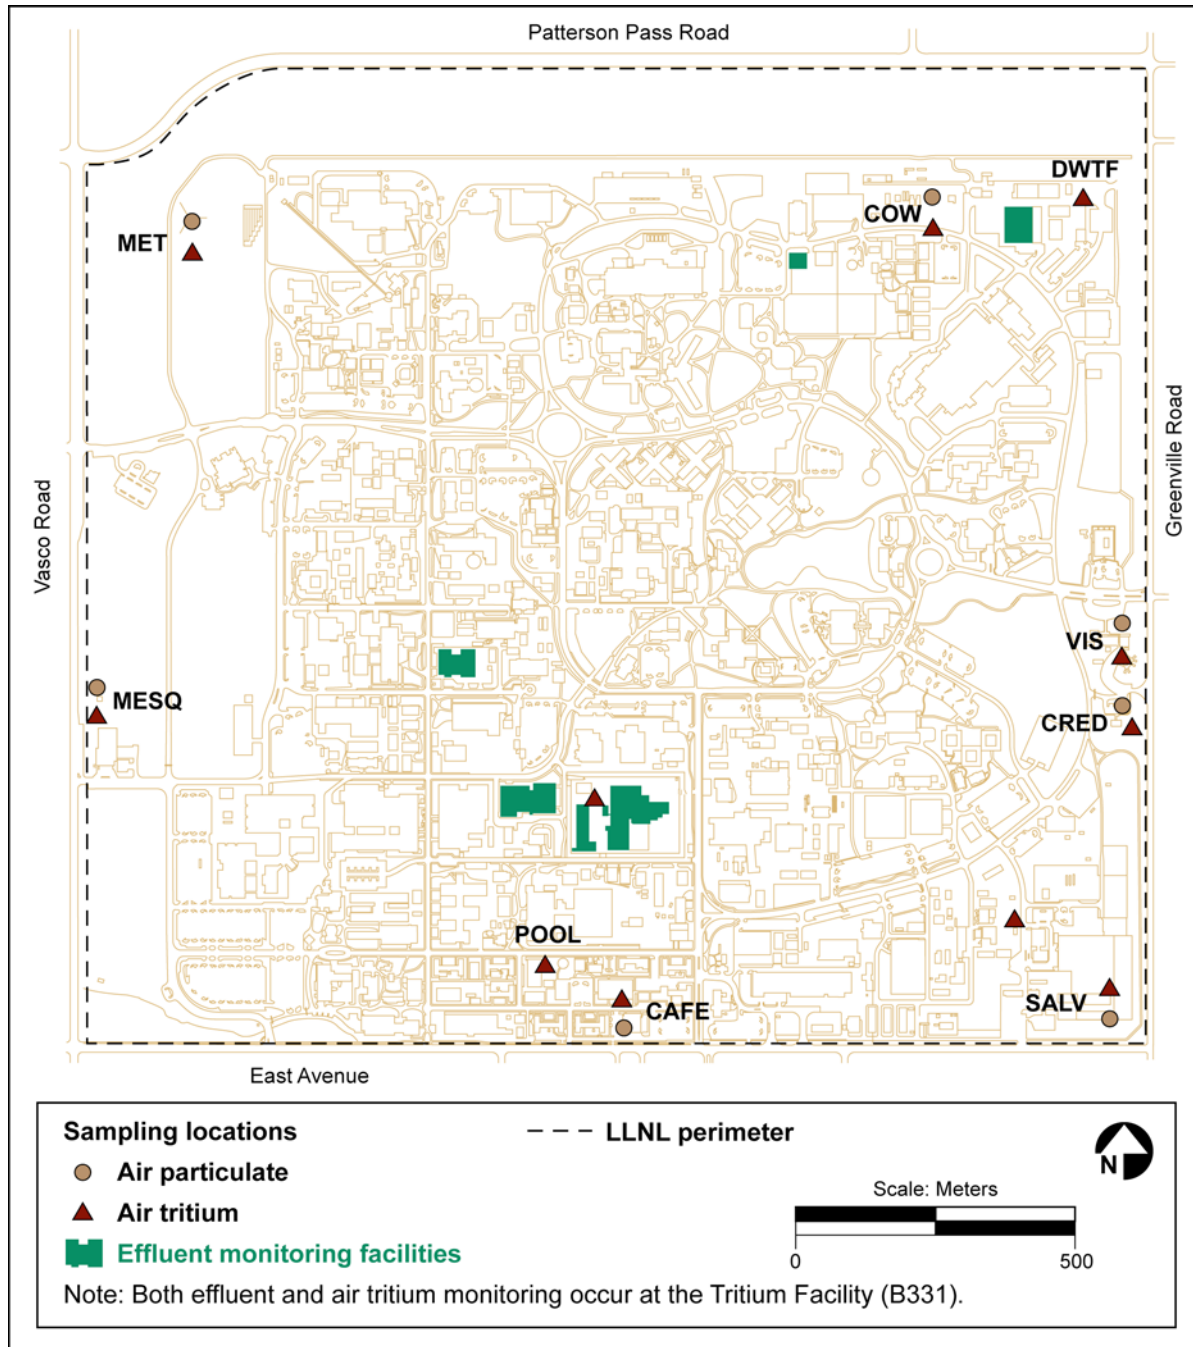 Patterson Pass Road
DWTF
COW
MET
Greenville Road
Vasco Road
VIS
MESQ
CRED
POOL
SALV
CAFE
East Avenue
Sampling locations
LLNL perimeter
Air particulate
Air tritium
Effluent monitoring facilities
N
Scale: Meters
0 500
Note: Both effluent and air tritium monitoring occur at the Tritium Facility (B331).